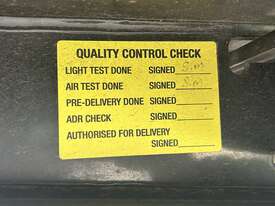 QUALITY CONTROL CHECK
LIGHT TEST DONE SIGNED S.M
AIR TEST DONE SIGNED S.M
PRE-DELIVERY DONE SIGNED
ADR CHECK SIGNED
AUTHORISED FOR DELIVERY
SIGNED